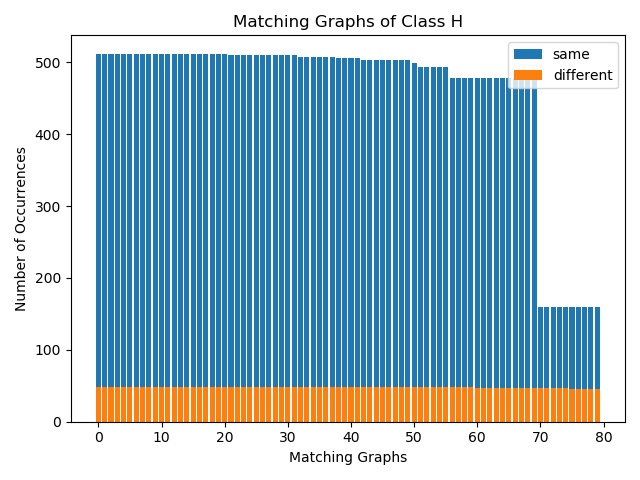 Matching Graphs of Class H
same
different
Number of Occurrences
500
400
300
200
100
0
0 10 20 30 40 50 60 70 80
Matching Graphs